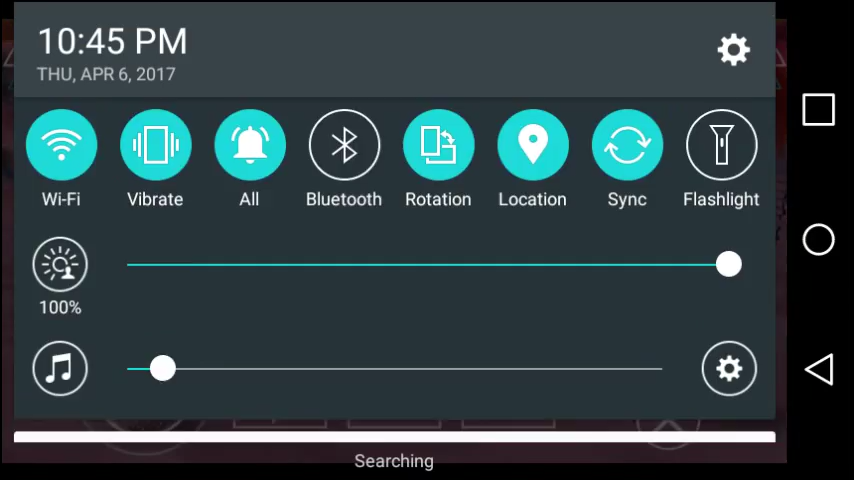 10:45 PM
THU, APR 6, 2017
Wi-Fi
Vibrate
All
Bluetooth
Rotation
Location
Sync
Flashlight
100%
Searching